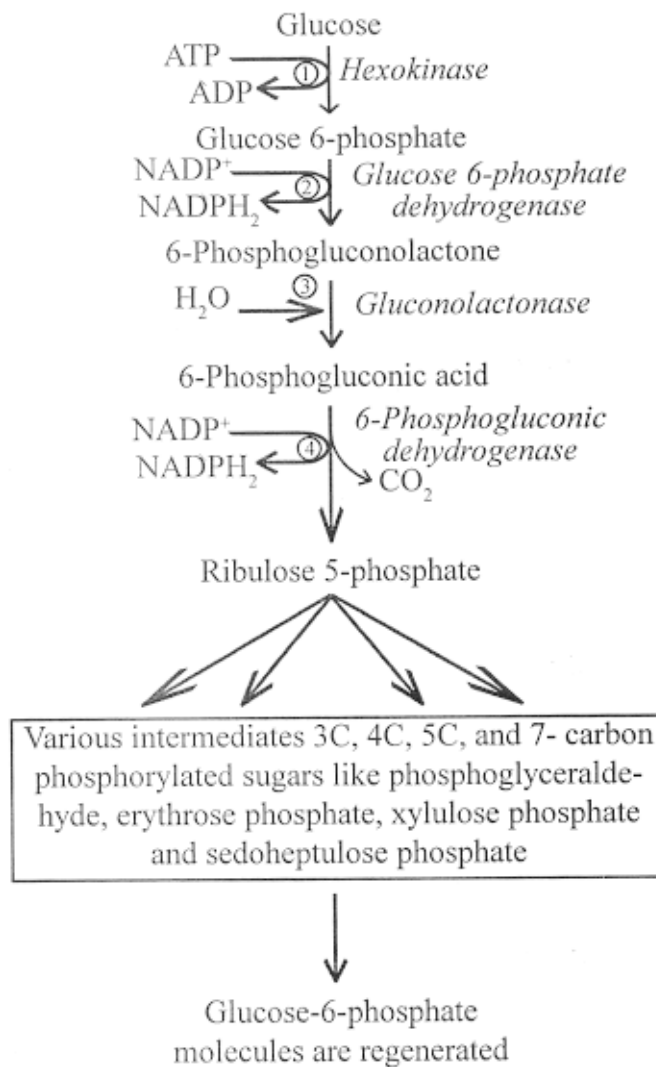 Glucose
ATP
ADP
① Hexokinase
Glucose 6-phosphate
NADP⁺
NADPH₂
② Glucose 6-phosphate
dehydrogenase
6-Phosphogluconolactone
H₂O ③ Gluconolactonase
6-Phosphogluconic acid
NADP⁺
NADPH₂
④ 6-Phosphogluconic
dehydrogenase
CO₂
Ribulose 5-phosphate
Various intermediates 3C, 4C, 5C, and 7- carbon
phosphorylated sugars like phosphoglyceralde-
hyde, erythrose phosphate, xylulose phosphate
and sedoheptulose phosphate
Glucose-6-phosphate
molecules are regenerated